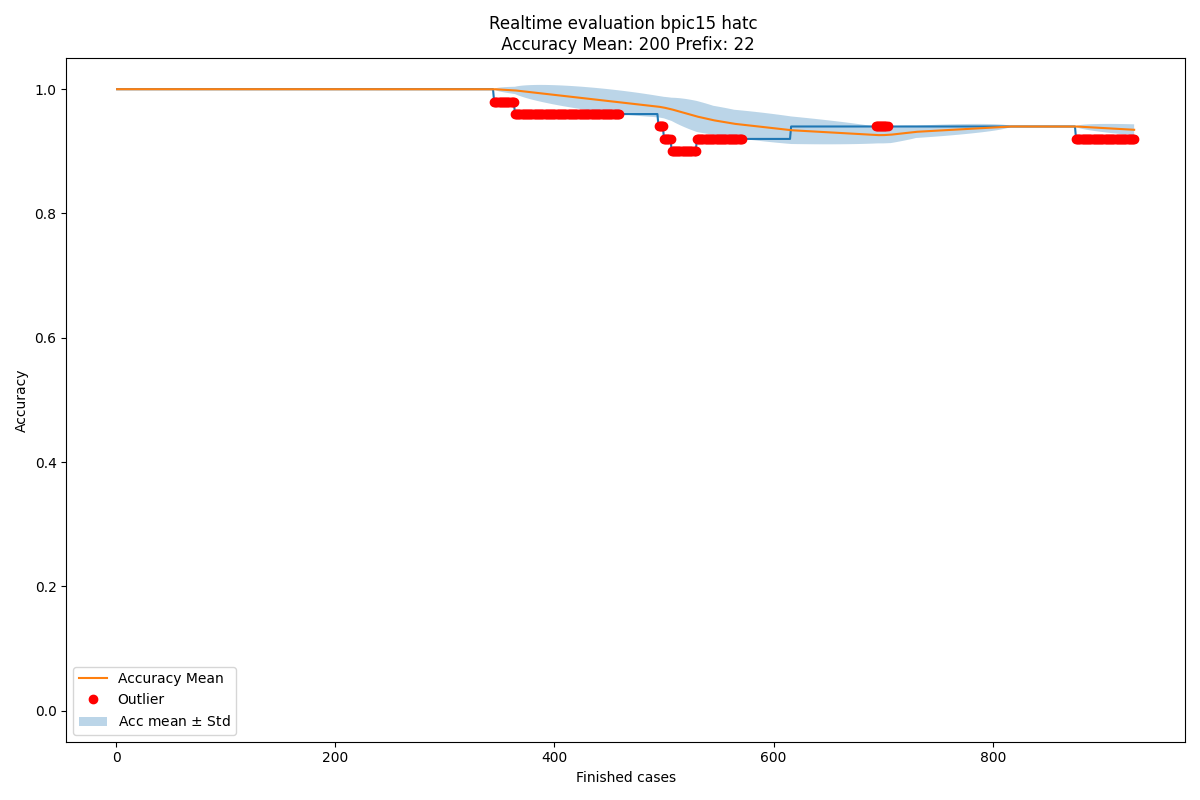 Realtime evaluation bpic15 hatc
Accuracy Mean: 200 Prefix: 22
1.0
0.8
0.6
0.4
0.2
0.0
Accuracy
Accuracy Mean
Outlier
Acc mean ± Std
0 200 400 600 800
Finished cases